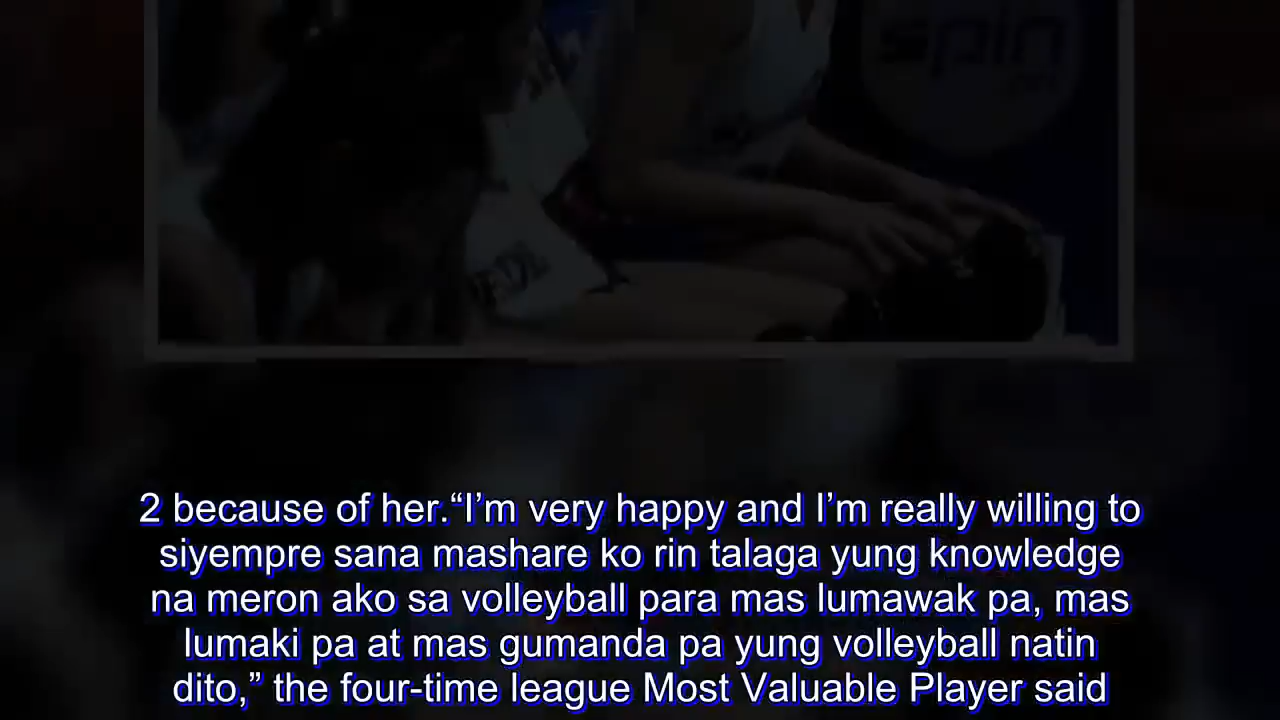 spin
2 because of her.“I’m very happy and I’m really willing to
siyempre sana mashare ko rin talaga yung knowledge
na meron ako sa volleyball para mas lumawak pa, mas
lumaki pa at mas gumanda pa yung volleyball natin
dito,” the four-time league Most Valuable Player said